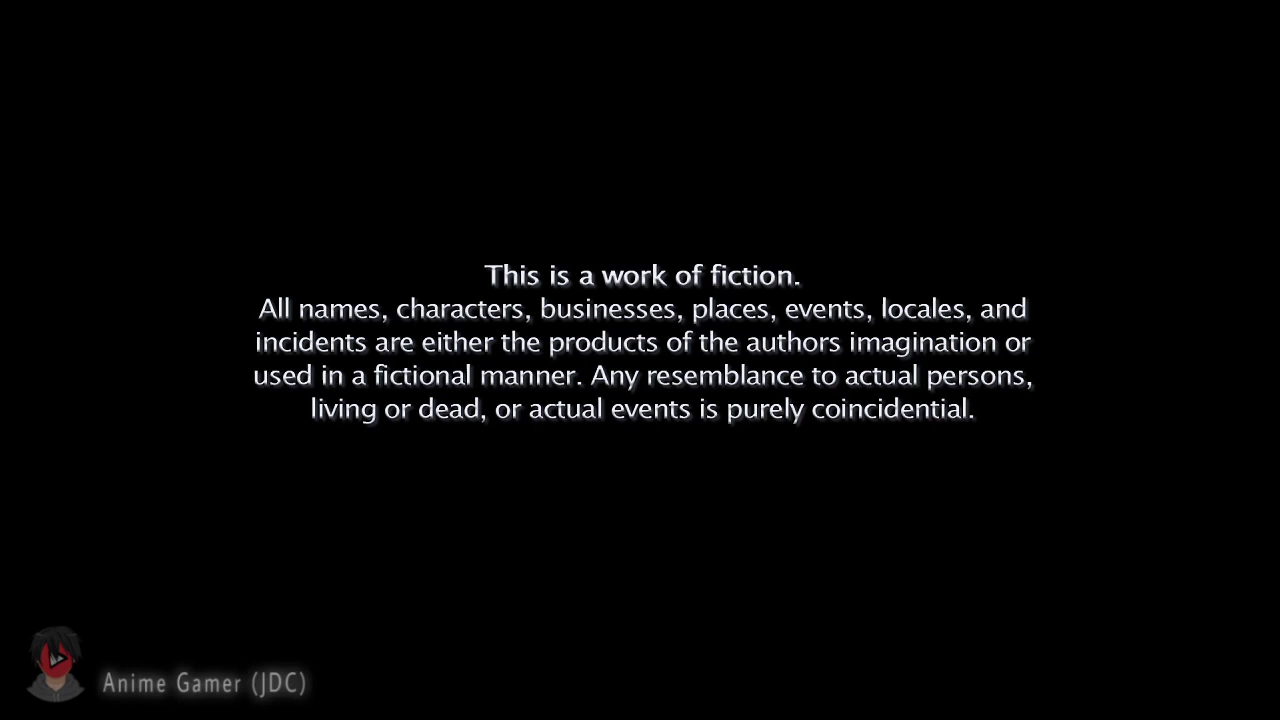 This is a work of fiction.
All names, characters, businesses, places, events, locales, and
incidents are either the products of the authors imagination or
used in a fictional manner. Any resemblance to actual persons,
living or dead, or actual events is purely coincidential.
Anime Gamer (JDC)